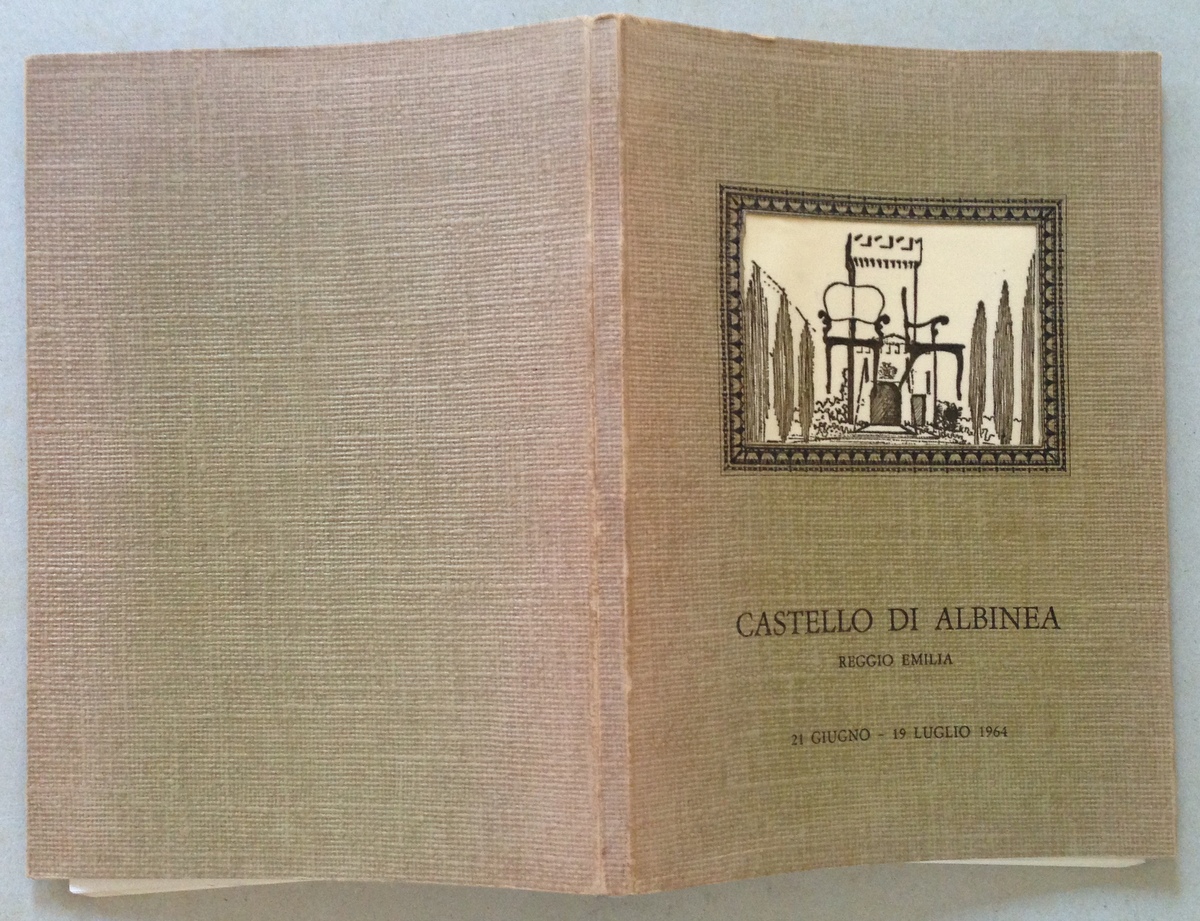 CASTELLO DI ALBINEA
REGGIO EMILIA
21 GIUGNO - 19 LUGLIO 1964